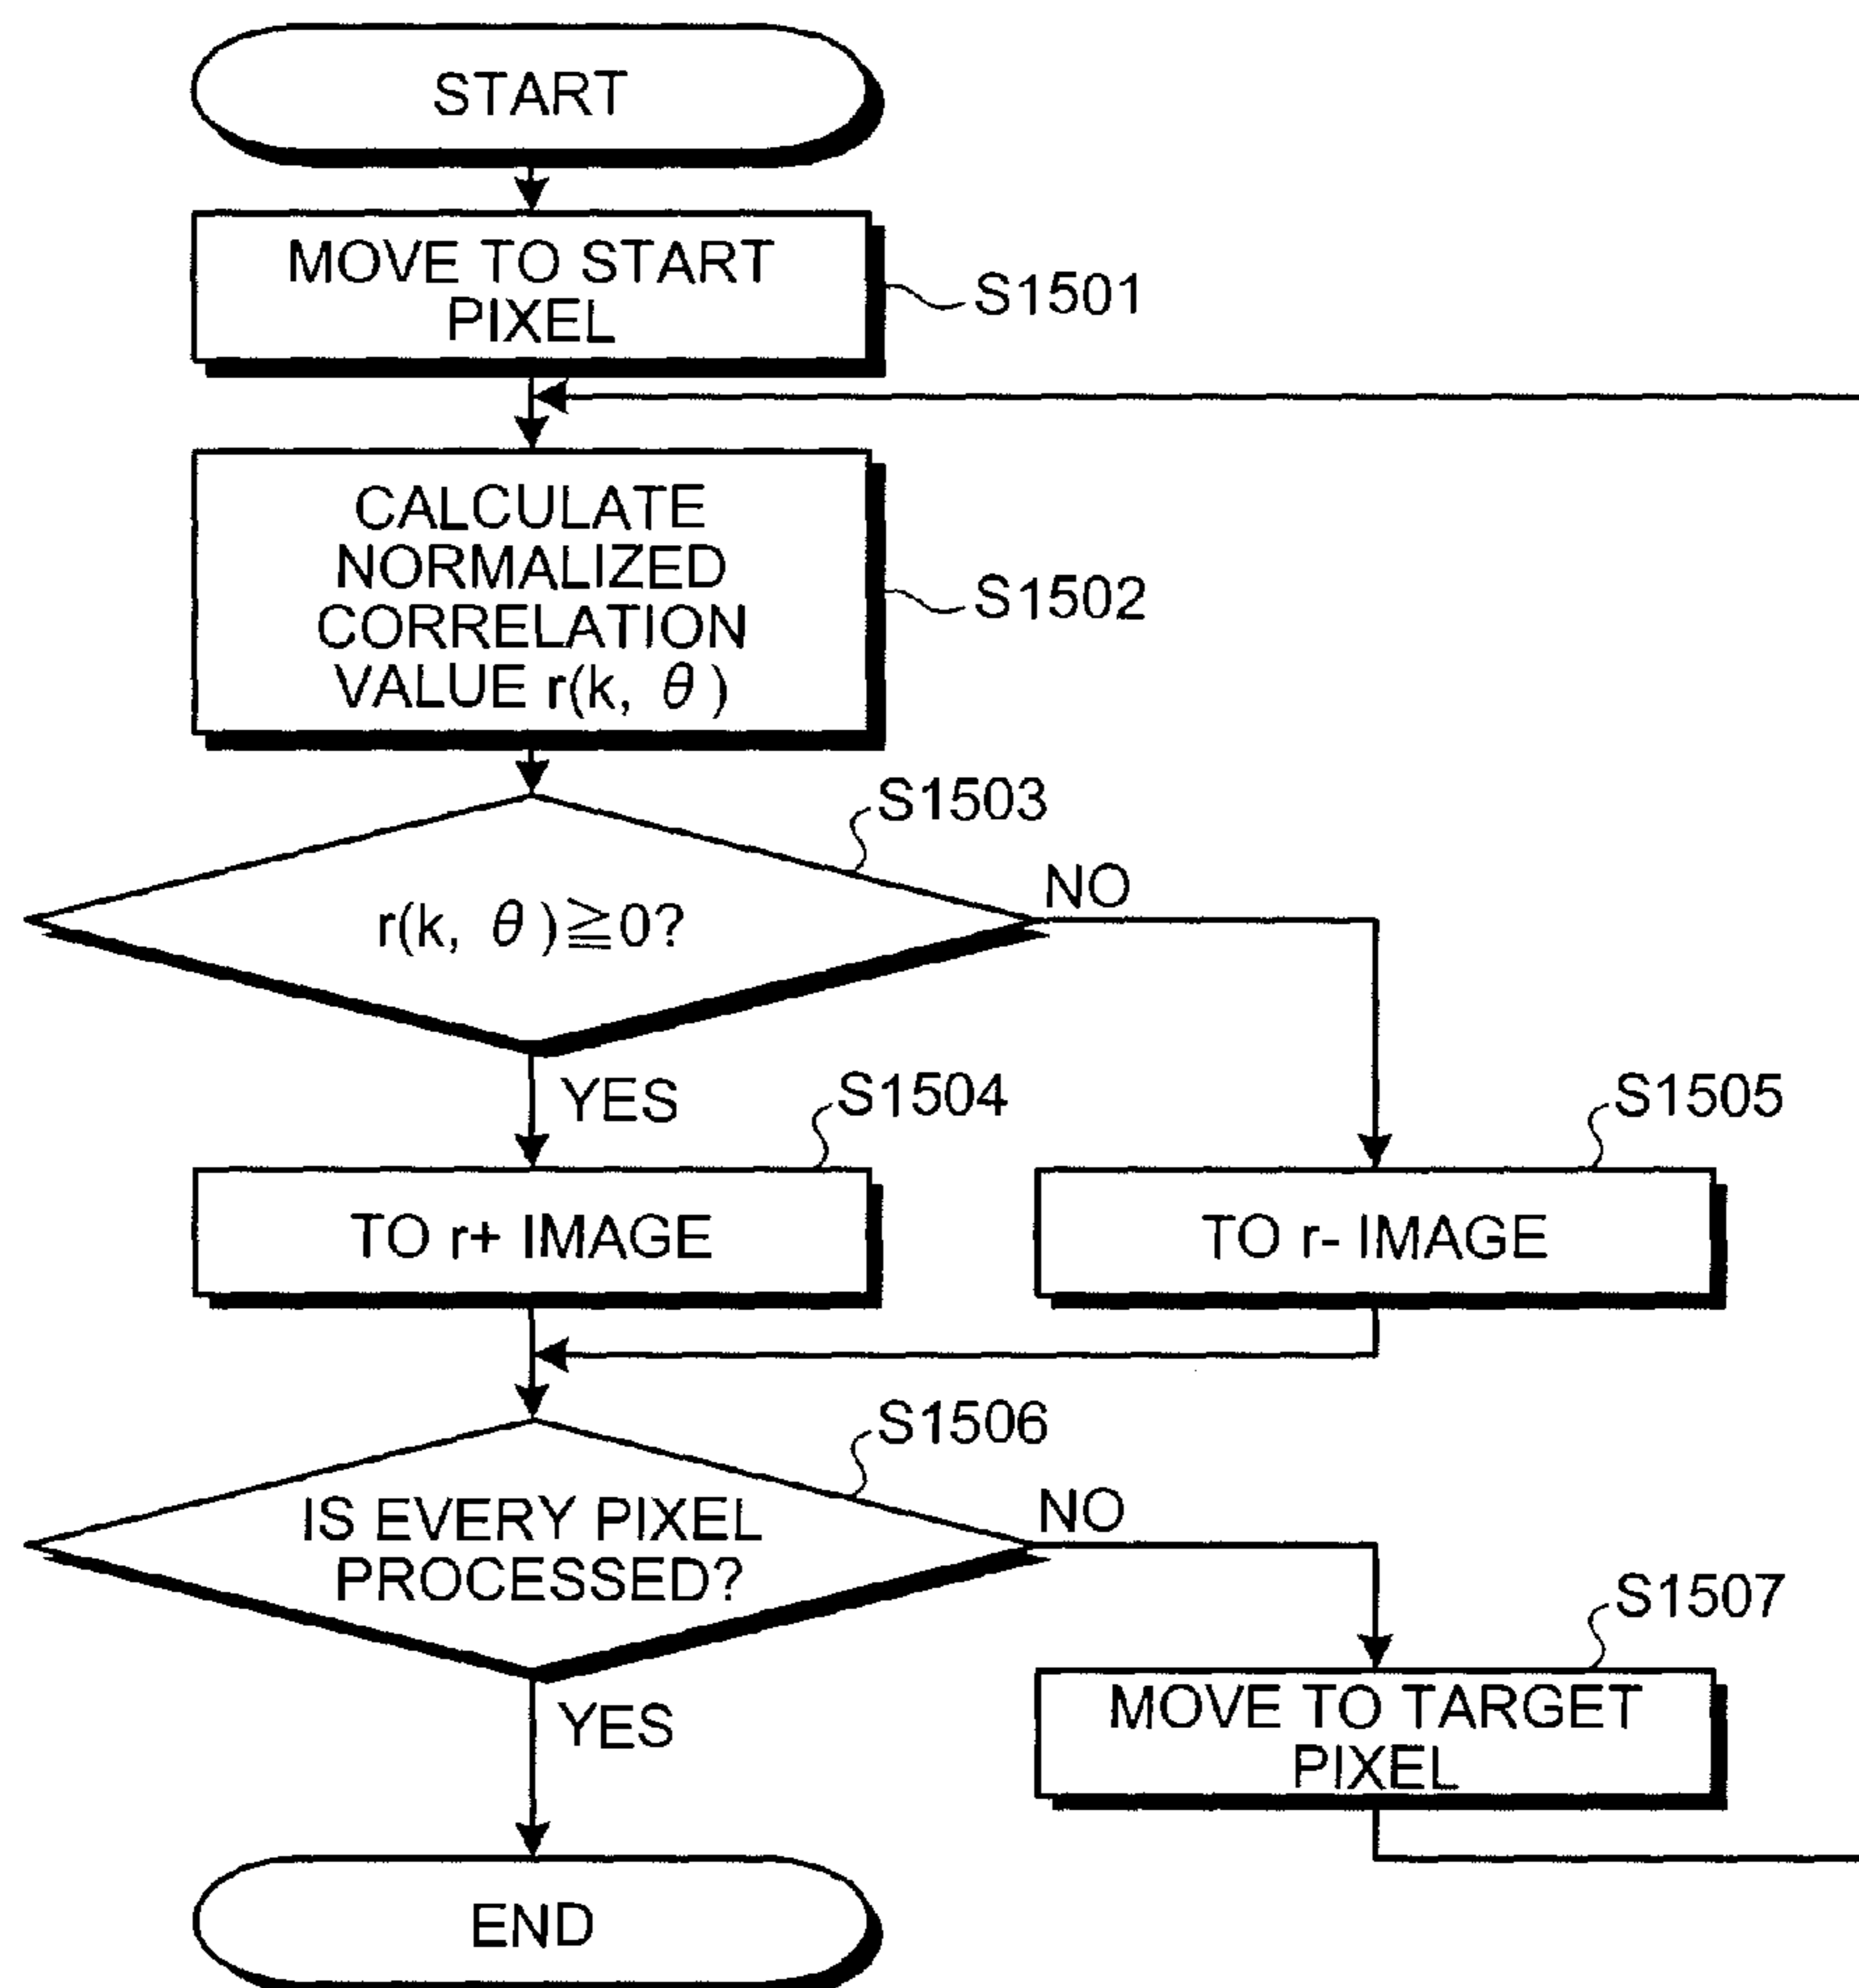 START
MOVE TO START
PIXEL
S1501
CALCULATE
NORMALIZED
CORRELATION
VALUE r(k, θ)
S1502
S1503
r(k, θ)≧0?
NO
YES
S1504
S1505
TO r+ IMAGE
TO r- IMAGE
S1506
IS EVERY PIXEL
PROCESSED?
NO
S1507
YES
MOVE TO TARGET
PIXEL
END